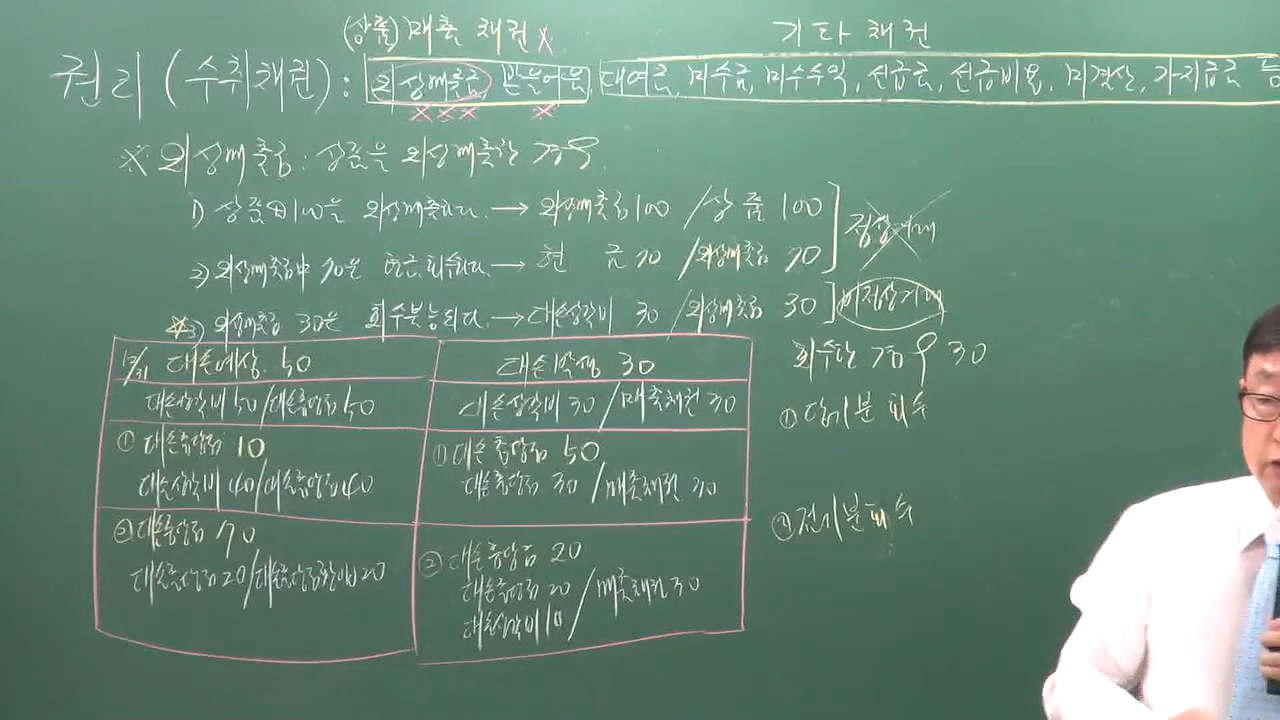 (상품) 매출 채권 × 기타 채권
권리 (수취채권) : 외상매출금, 받을어음, 대여금, 미수금, 미수수익, 선급금, 선급비용, 미결산, 가지급금 등
××× ×
※ 외상매출금 : 상품을 외상매출한 경우.
1) 상품 ₩100을 외상매출하다. → 외상매출금 100 / 상품 100
정상거래
2) 외상매출금中 70은 현금회수하다. → 현 금 70 / 외상매출금 70
☆3) 외상매출금 30은 회수불능되다. → 대손상각비 30 / 외상매출금 30 비정상거래
12/31 대손예상. 50
대손상각비 50 / 대손충당금 50
① 대손충당금 10
대손상각비 40 / 대손충당금 40
② 대손충당금 70
대손충당금 20 / 대손충당금환입 20
대손발생 30
대손상각비 30 / 매출채권 30
① 대손충당금 50
대손충당금 30 / 매출채권 30
② 대손충당금 20
대손충당금 20 / 매출채권 30
대손상각비 10
회수한 경우 30
① 당기분 회수
② 전기분 회수